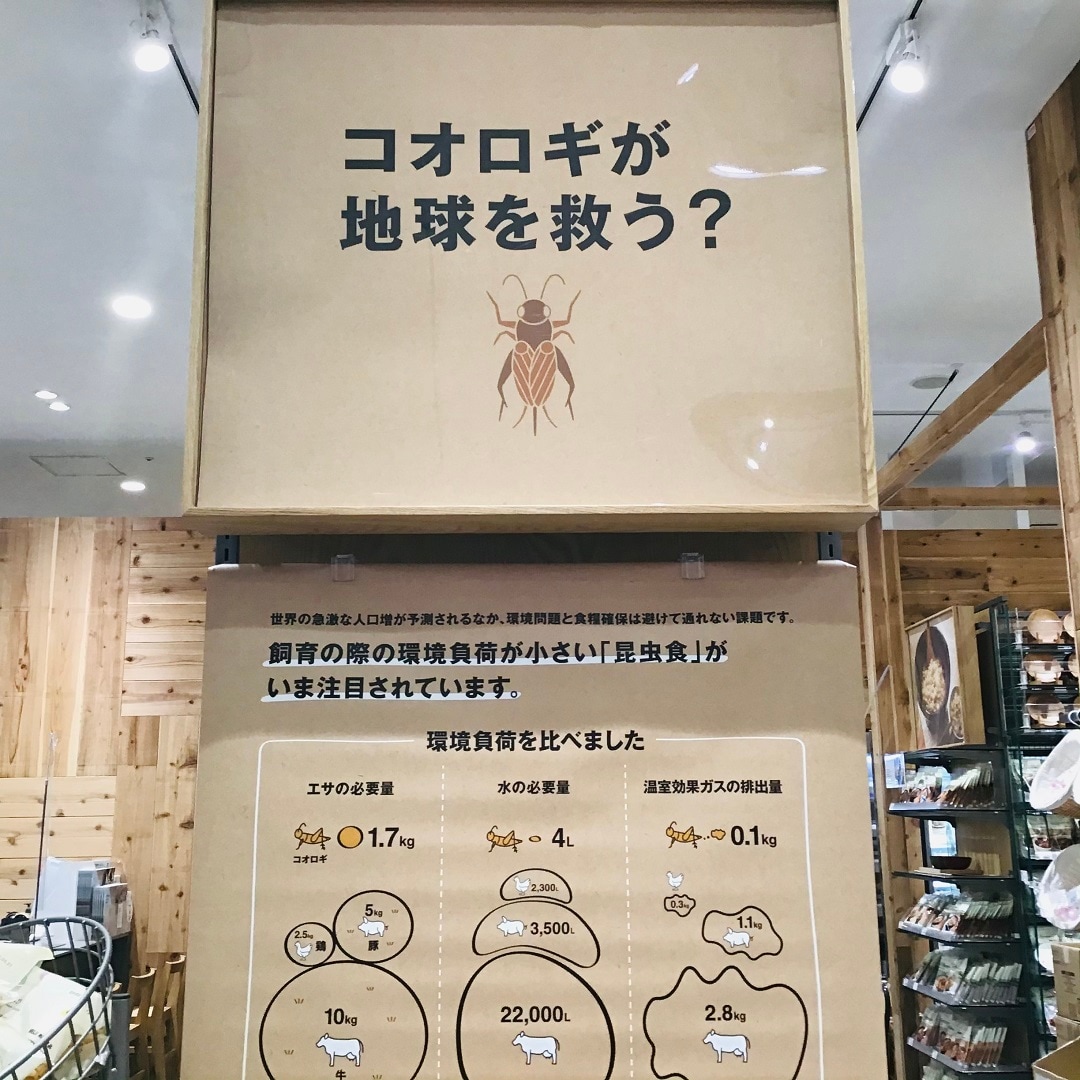 コオロギが
地球を救う?
世界の急激な人口増が予測されるなか、環境問題と食糧確保は避けて通れない課題です。
飼育の際の環境負荷が小さい「昆虫食」が
いま注目されています。
環境負荷を比べました
エサの必要量
コオロギ
1.7kg
2.5kg
鶏
5kg
豚
10kg
牛
水の必要量
4L
2,300L
3,500L
22,000L
温室効果ガスの排出量
0.1kg
0.3kg
1.1kg
2.8kg